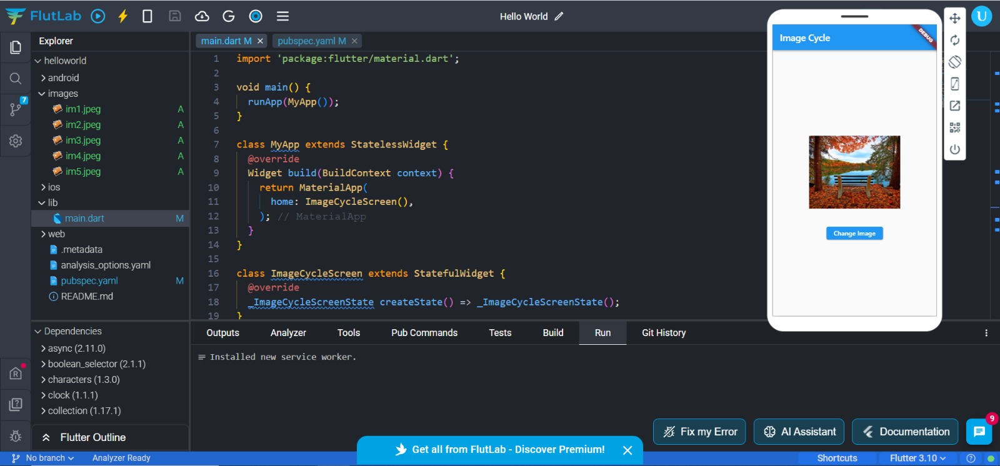 FlutLab
Hello World
Explorer
helloworld
android
images
im1.jpeg A
im2.jpeg A
im3.jpeg A
im4.jpeg A
im5.jpeg A
ios
lib
main.dart M
web
.metadata
analysis_options.yaml
pubspec.yaml M
README.md
7
Dependencies
async (2.11.0)
boolean_selector (2.1.1)
characters (1.3.0)
clock (1.1.1)
collection (1.17.1)
Flutter Outline
main.dart M ×
pubspec.yaml M ×
1 import 'package:flutter/material.dart';
2
3 void main() {
4 runApp(MyApp());
5 }
6
7 class MyApp extends StatelessWidget {
8 @override
9 Widget build(BuildContext context) {
10 return MaterialApp(
11 home: ImageCycleScreen(),
12 ); // MaterialApp
13 }
14 }
15
16 class ImageCycleScreen extends StatefulWidget {
17 @override
18 _ImageCycleScreenState createState() => _ImageCycleScreenState();
19 }
Image Cycle
DEBUG
Change Image
U
Outputs Analyzer Tools Pub Commands Tests Build Run Git History
Installed new service worker.
Fix my Error
AI Assistant
Documentation
9
Get all from FlutLab - Discover Premium!
No branch
Analyzer Ready
Shortcuts
Flutter 3.10